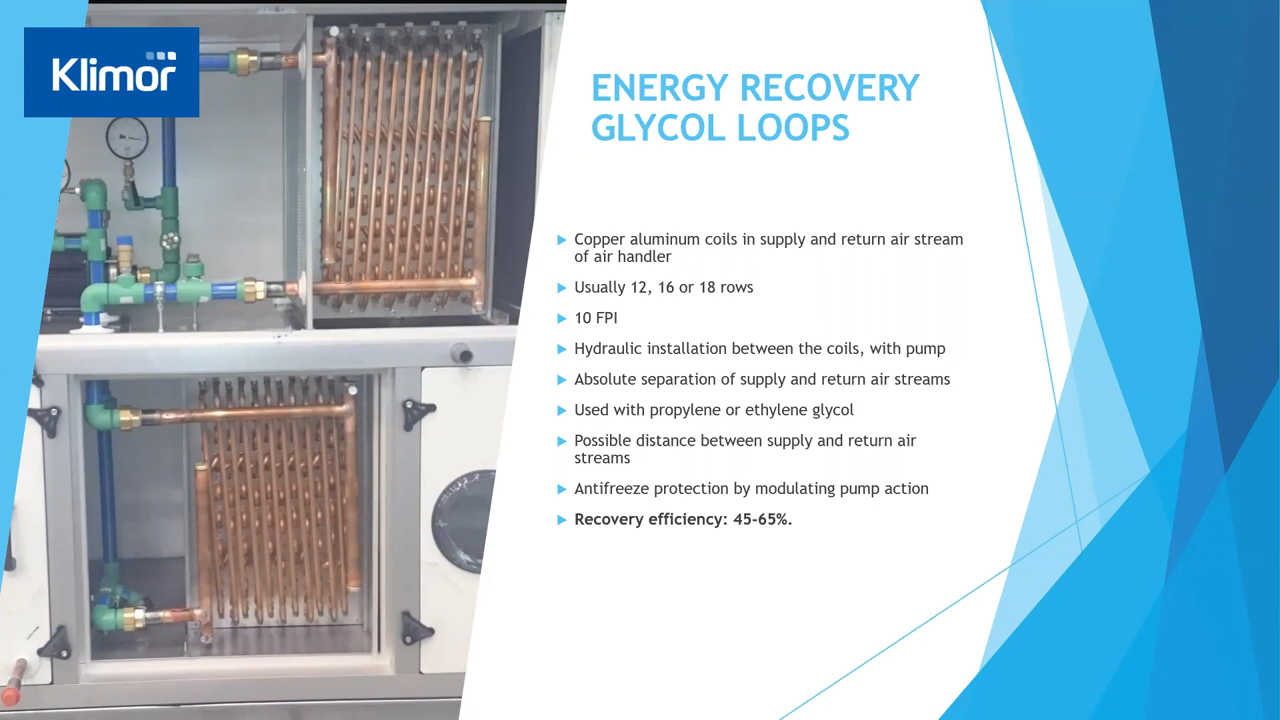 Klimor
ENERGY RECOVERY
GLYCOL LOOPS
Copper aluminum coils in supply and return air stream
of air handler
Usually 12, 16 or 18 rows
10 FPI
Hydraulic installation between the coils, with pump
Absolute separation of supply and return air streams
Used with propylene or ethylene glycol
Possible distance between supply and return air
streams
Antifreeze protection by modulating pump action
Recovery efficiency: 45-65%.